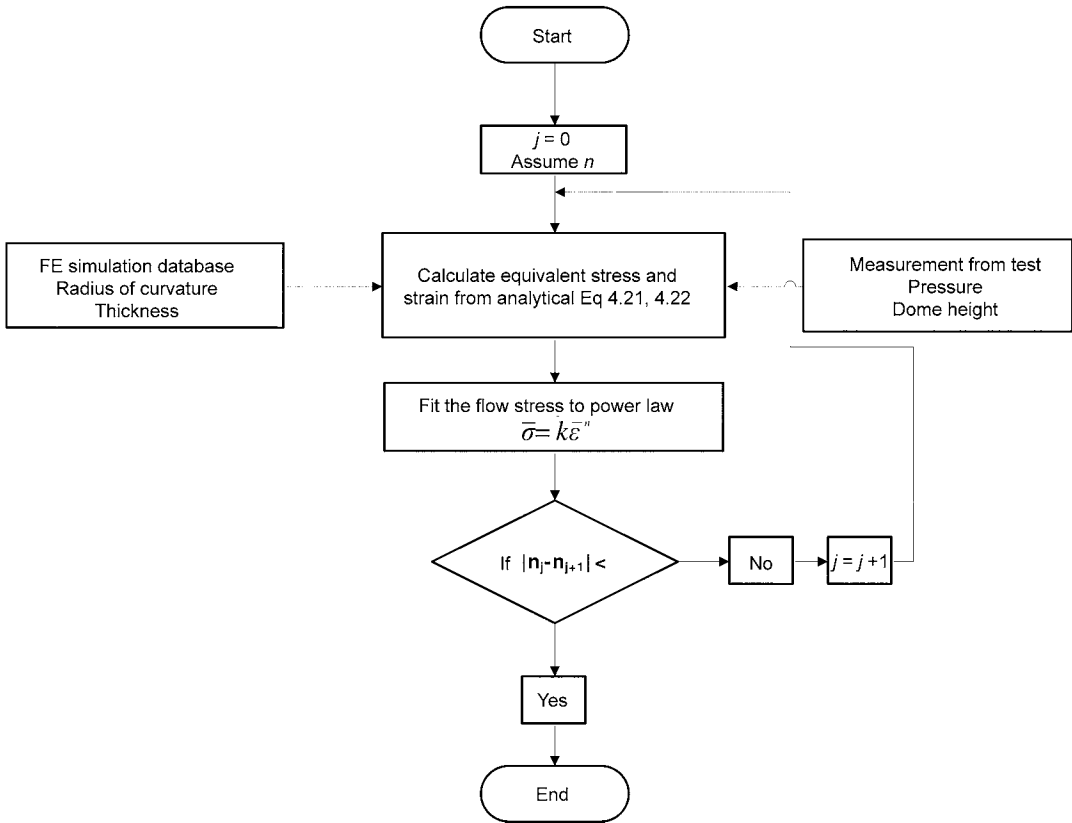 Start
j = 0
Assume n
FE simulation database
Radius of curvature
Thickness
Calculate equivalent stress and
strain from analytical Eq 4.21, 4.22
Measurement from test
Pressure
Dome height
Fit the flow stress to power law
σ̅= kε̅ⁿ
If |nⱼ-nⱼ₊₁| <
No
j = j +1
Yes
End